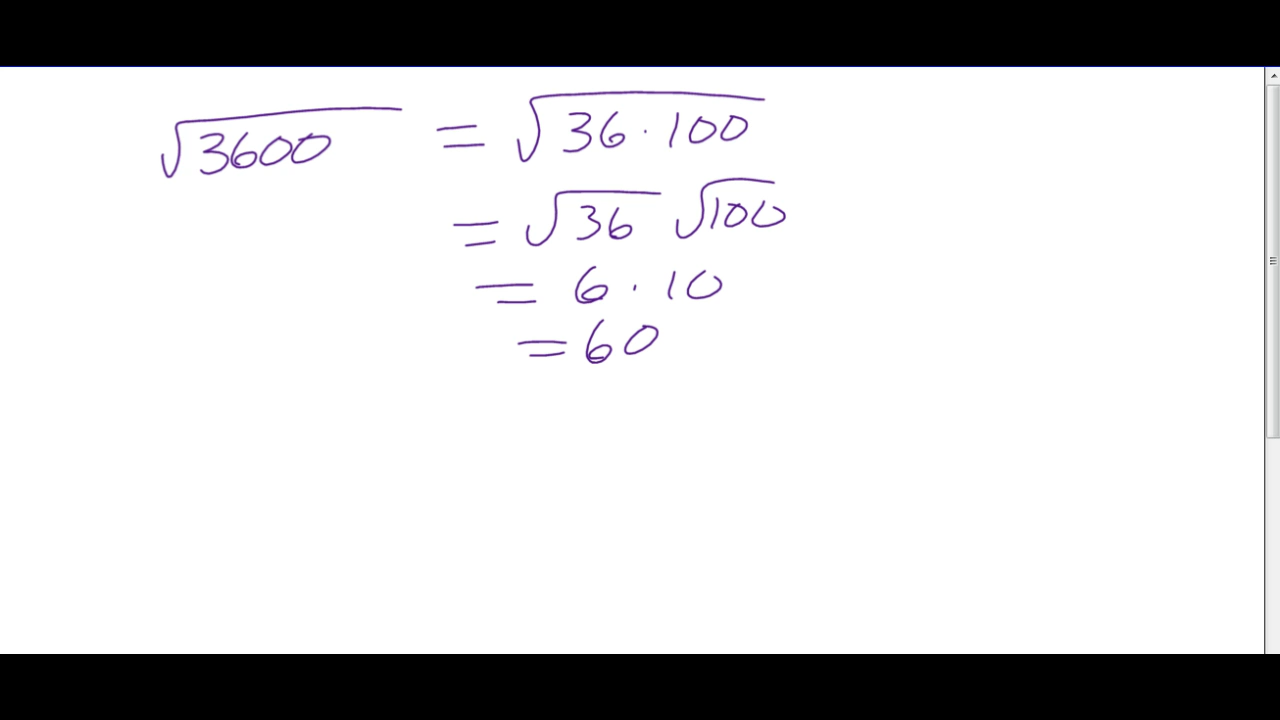 √3600 = √36·100
= √36 √100
= 6·10
= 60